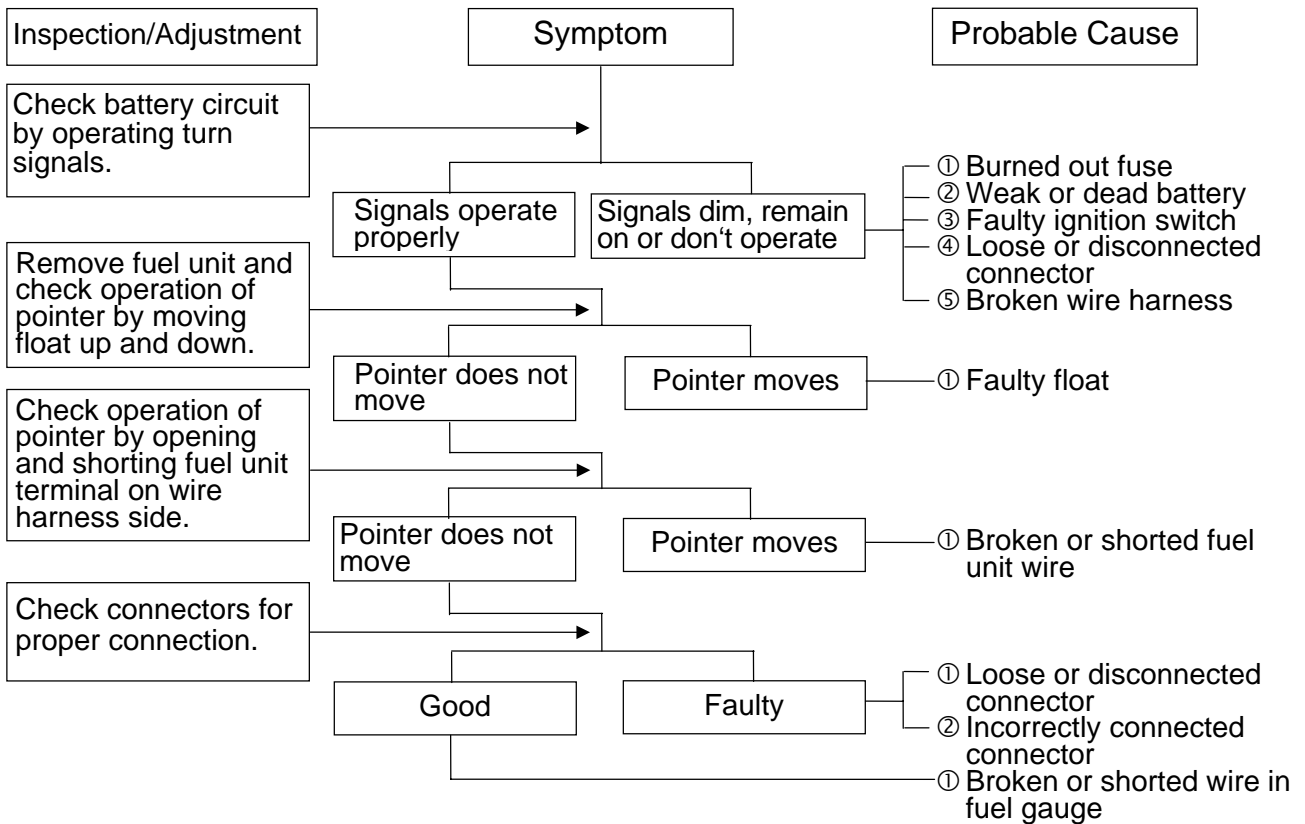 Inspection/Adjustment
Symptom
Probable Cause
Check battery circuit
by operating turn
signals.
Signals operate
properly
Signals dim, remain
on or don‘t operate
① Burned out fuse
② Weak or dead battery
③ Faulty ignition switch
④ Loose or disconnected
connector
⑤ Broken wire harness
Remove fuel unit and
check operation of
pointer by moving
float up and down.
Pointer does not
move
Pointer moves
① Faulty float
Check operation of
pointer by opening
and shorting fuel unit
terminal on wire
harness side.
Pointer does not
move
Pointer moves
① Broken or shorted fuel
unit wire
Check connectors for
proper connection.
Good
Faulty
① Loose or disconnected
connector
② Incorrectly connected
connector
① Broken or shorted wire in
fuel gauge